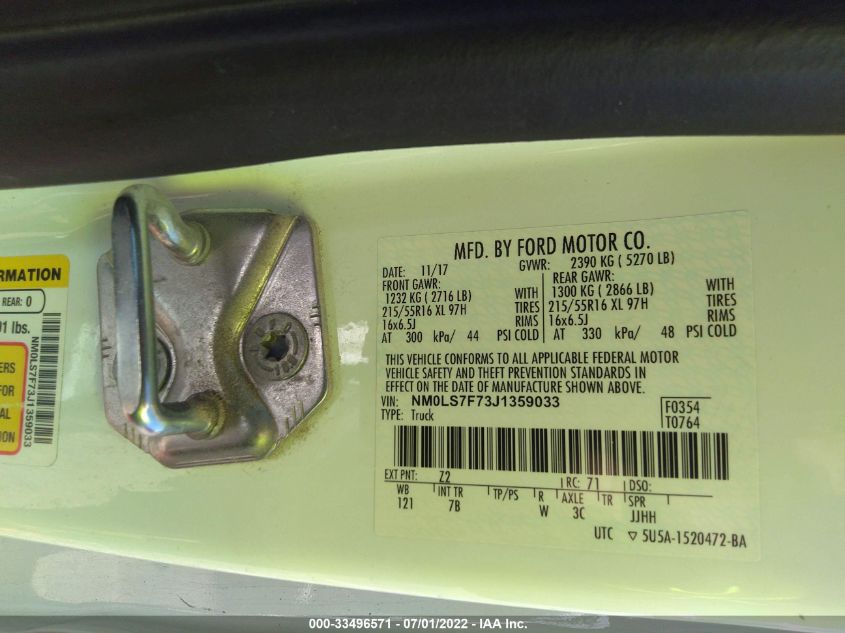 RMATION
REAR: 0
01 lbs.
ERS
FOR
AL
TION
NM0LS7F73J1359033
MFD. BY FORD MOTOR CO.
DATE: 11/17 GVWR: 2390 KG ( 5270 LB)
FRONT GAWR: REAR GAWR:
1232 KG ( 2716 LB) WITH 1300 KG ( 2866 LB) WITH
215/55R16 XL 97H TIRES 215/55R16 XL 97H TIRES
16x6.5J RIMS 16x6.5J RIMS
AT 300 kPa/ 44 PSI COLD AT 330 kPa/ 48 PSI COLD
THIS VEHICLE CONFORMS TO ALL APPLICABLE FEDERAL MOTOR
VEHICLE SAFETY AND THEFT PREVENTION STANDARDS IN
EFFECT ON THE DATE OF MANUFACTURE SHOWN ABOVE.
VIN: NM0LS7F73J1359033 F0354
TYPE: Truck T0764
EXT PNT: Z2 RC: 71 DSO:
WB INT TR TP/PS R AXLE TR SPR
121 7B W 3C JJHH
UTC ▽ 5U5A-1520472-BA
000-33496571 / 07/01/2022 / IAA Inc.